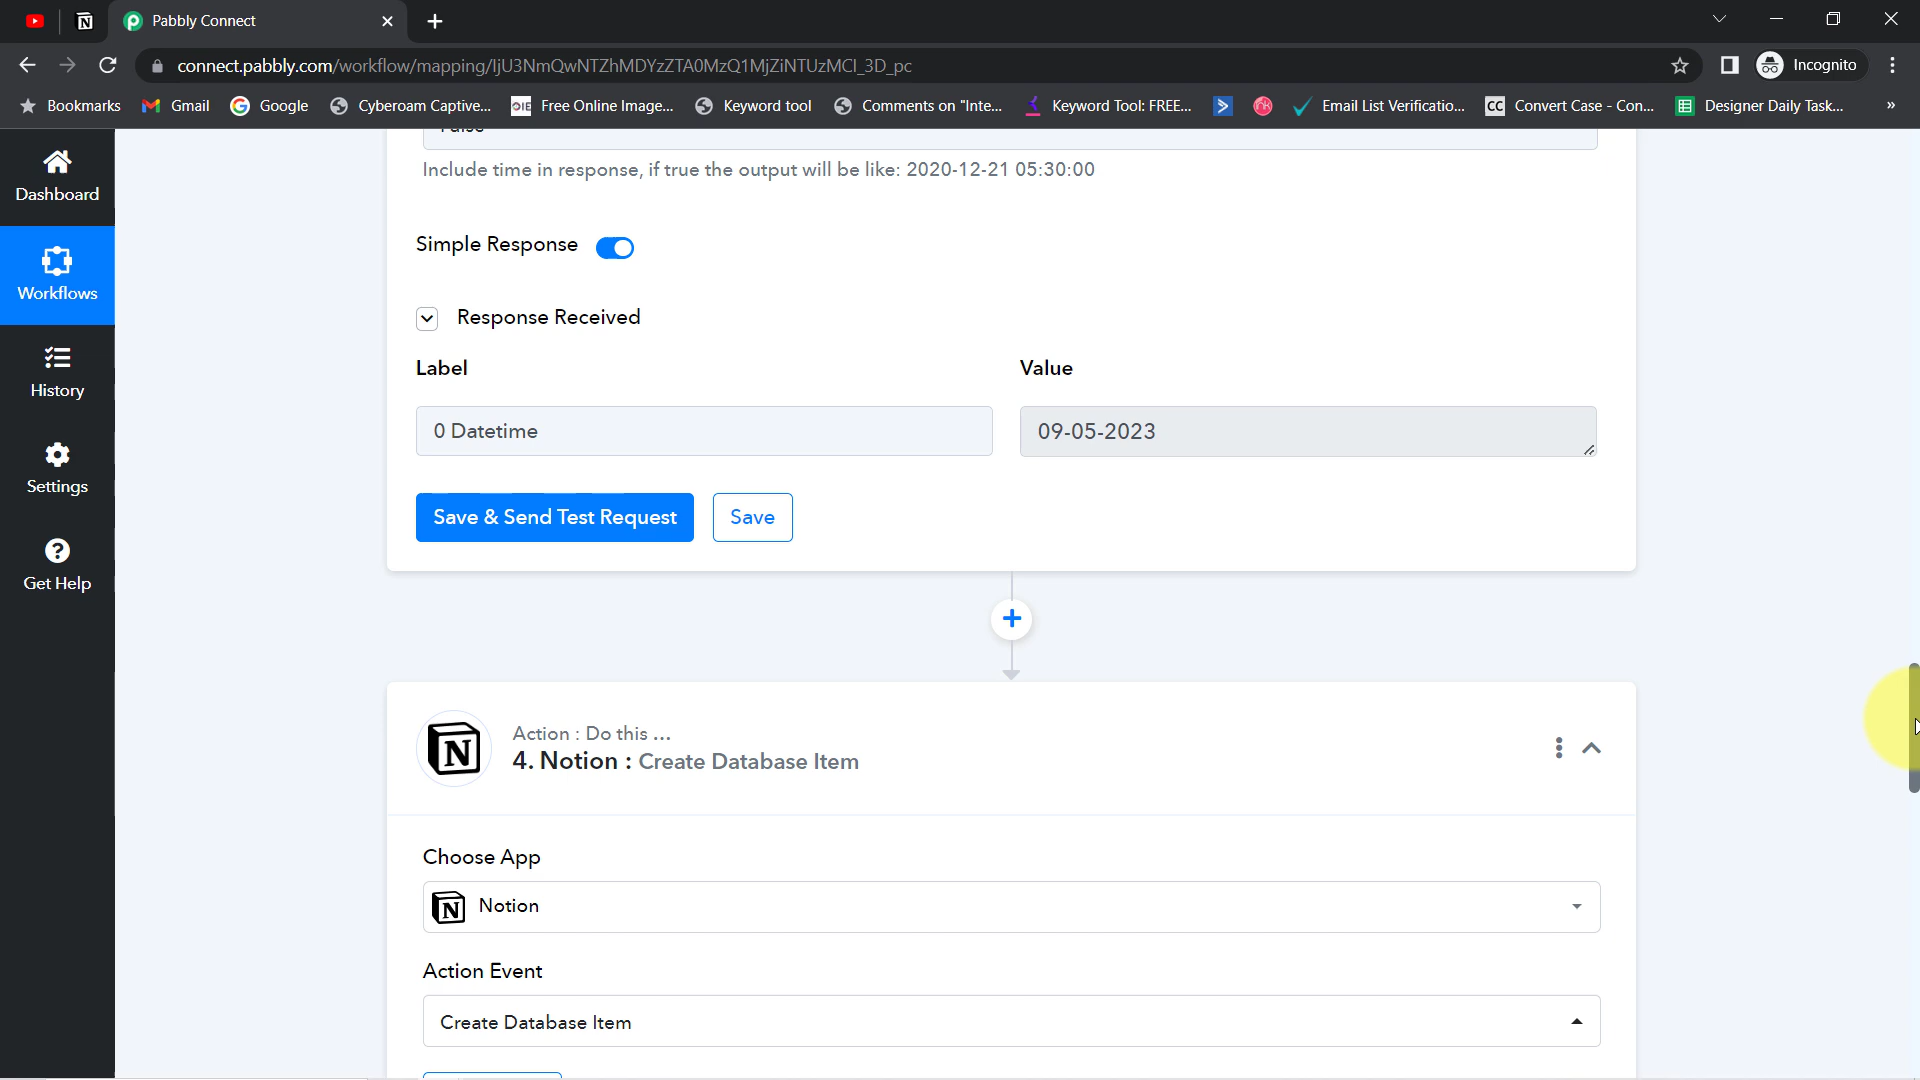 Pabbly Connect
connect.pabbly.com/workflow/mapping/IjU3NmQwNTZhMDYzZTA0MzQ1MjZiNTUzMCI_3D_pc
Incognito
Bookmarks
Gmail
Google
Cyberoam Captive...
Free Online Image...
Keyword tool
Comments on "Inte...
Keyword Tool: FREE...
Email List Verificatio...
CC
Convert Case - Con...
Designer Daily Task...
»
Dashboard
Workflows
History
Settings
Get Help
Include time in response, if true the output will be like: 2020-12-21 05:30:00
Simple Response
Response Received
Label
Value
0 Datetime
09-05-2023
Save & Send Test Request
Save
Action : Do this ...
4. Notion : Create Database Item
Choose App
Notion
Action Event
Create Database Item